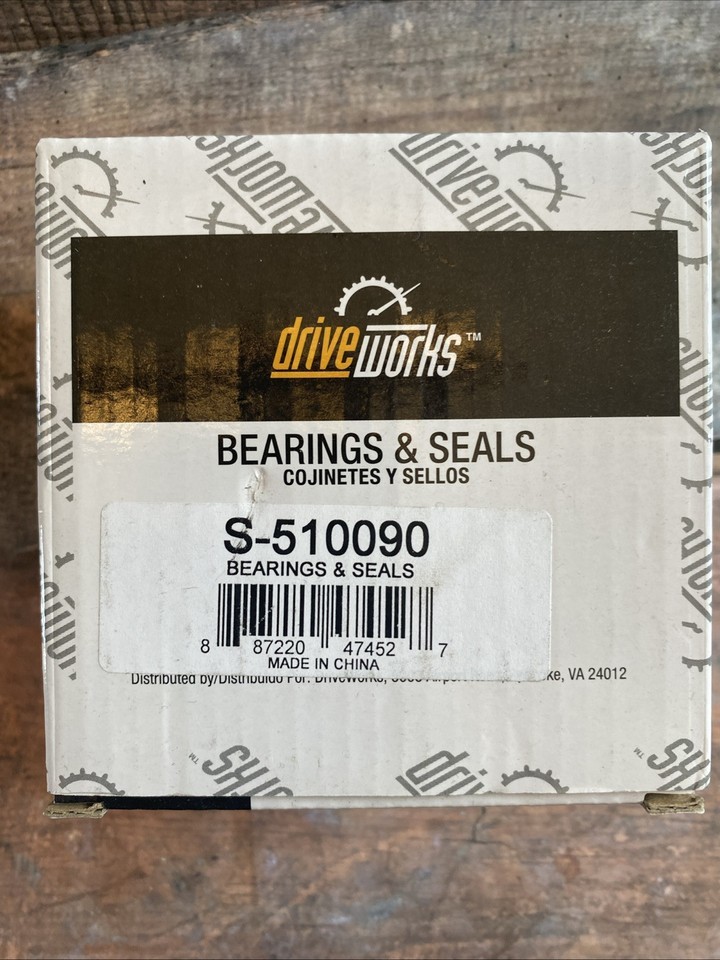 driveworks™
BEARINGS & SEALS
COJINETES Y SELLOS
S-510090
BEARINGS & SEALS
8 87220 47452 7
MADE IN CHINA
Distributed by/Distribuido Por: DriveWorks, VA 24012